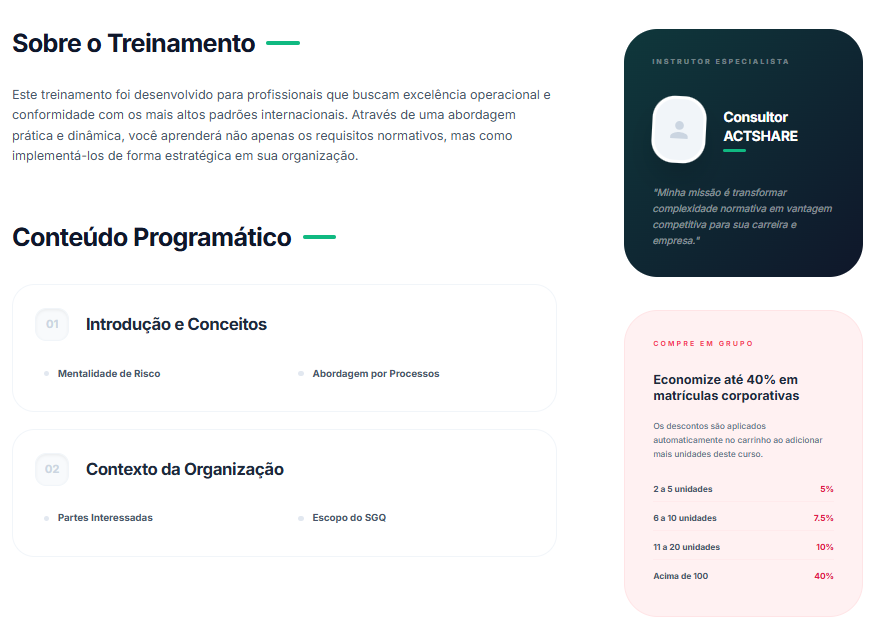 Sobre o Treinamento
Este treinamento foi desenvolvido para profissionais que buscam excelência operacional e
conformidade com os mais altos padrões internacionais. Através de uma abordagem
prática e dinâmica, você aprenderá não apenas os requisitos normativos, mas como
implementá-los de forma estratégica em sua organização.
Conteúdo Programático
01
Introdução e Conceitos
Mentalidade de Risco
Abordagem por Processos
02
Contexto da Organização
Partes Interessadas
Escopo do SGQ
INSTRUTOR ESPECIALISTA
Consultor
ACTSHARE
"Minha missão é transformar
complexidade normativa em vantagem
competitiva para sua carreira e
empresa."
COMPRE EM GRUPO
Economize até 40% em
matrículas corporativas
Os descontos são aplicados
automaticamente no carrinho ao adicionar
mais unidades deste curso.
2 a 5 unidades 5%
6 a 10 unidades 7.5%
11 a 20 unidades 10%
Acima de 100 40%